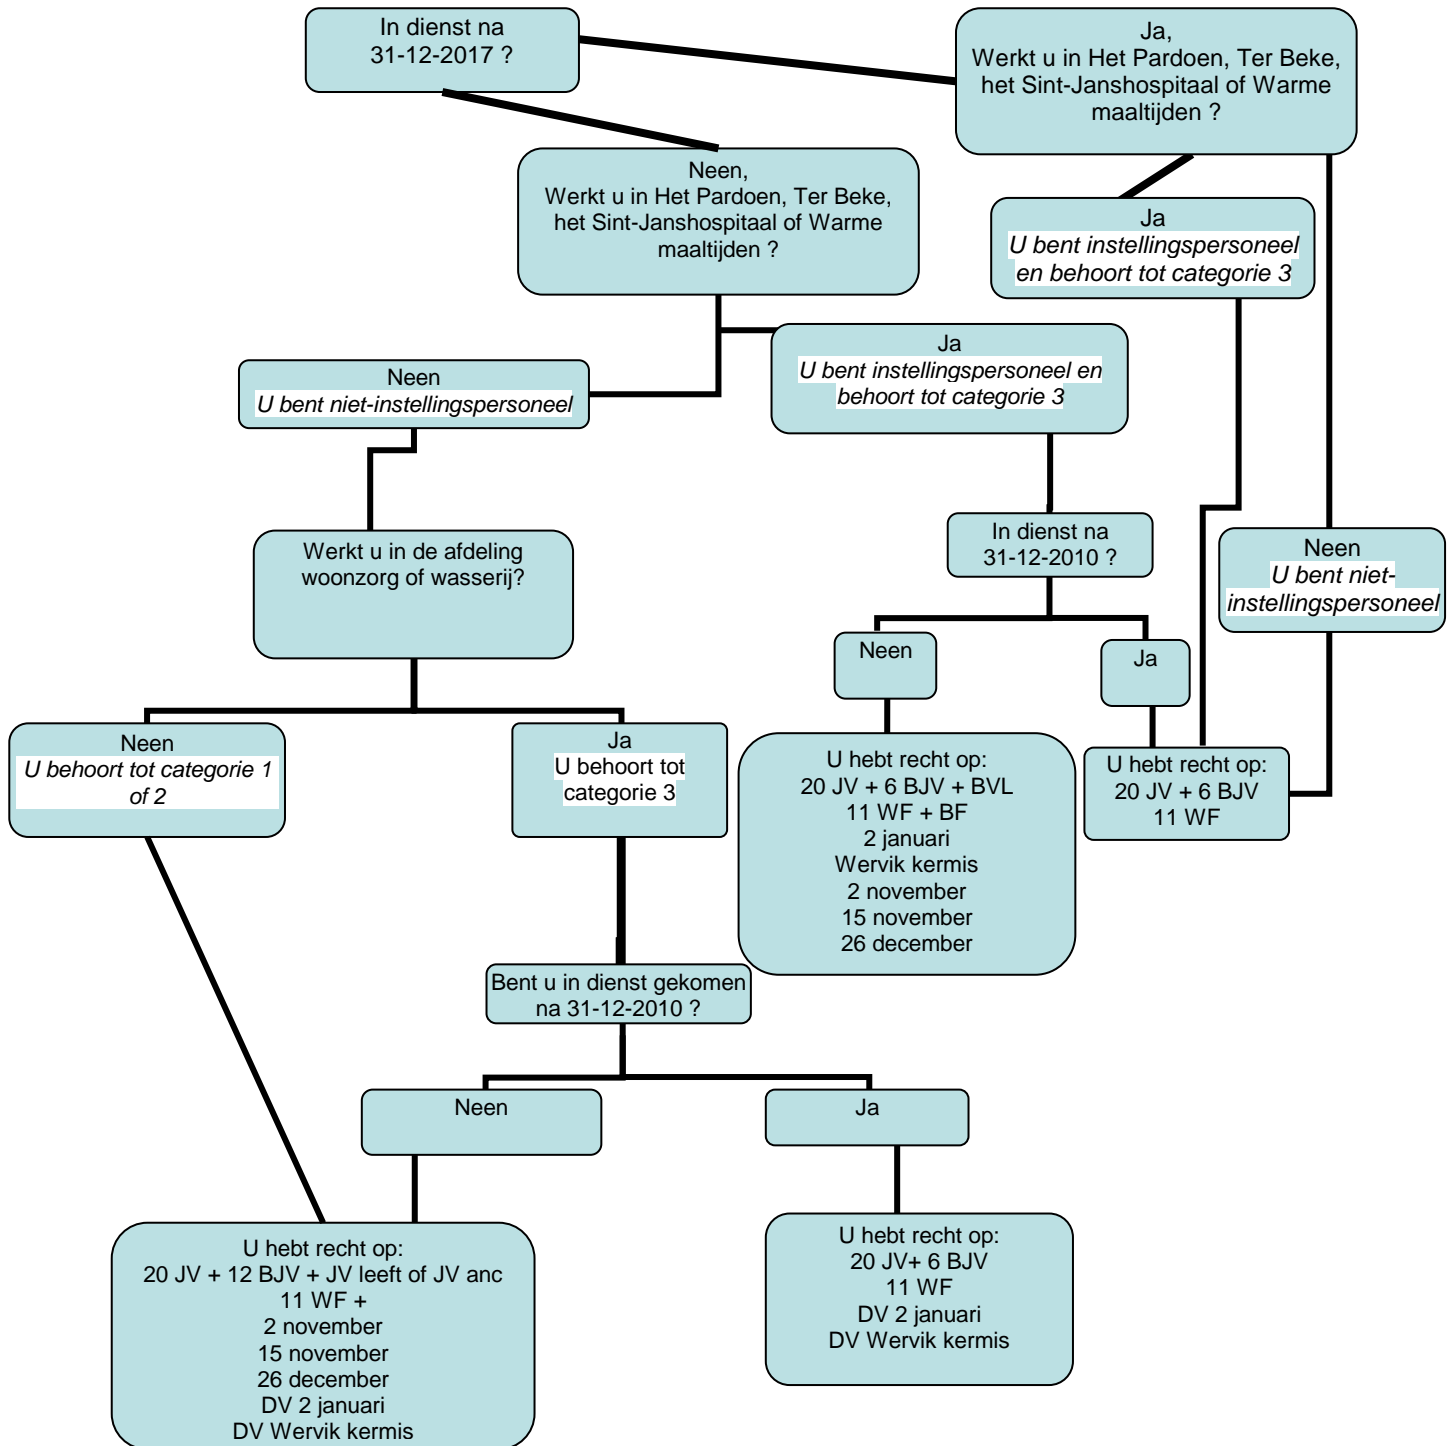 In dienst na
31-12-2017 ?
Ja,
Werkt u in Het Pardoen, Ter Beke,
het Sint-Janshospitaal of Warme
maaltijden ?
Neen,
Werkt u in Het Pardoen, Ter Beke,
het Sint-Janshospitaal of Warme
maaltijden ?
Ja
U bent instellingspersoneel
en behoort tot categorie 3
Neen
U bent niet-instellingspersoneel
Ja
U bent instellingspersoneel en
behoort tot categorie 3
Werkt u in de afdeling
woonzorg of wasserij?
In dienst na
31-12-2010 ?
Neen
U bent niet-
instellingspersoneel
Neen
Ja
Neen
U behoort tot categorie 1
of 2
Ja
U behoort tot
categorie 3
U hebt recht op:
20 JV + 6 BJV + BVL
11 WF + BF
2 januari
Wervik kermis
2 november
15 november
26 december
U hebt recht op:
20 JV + 6 BJV
11 WF
Bent u in dienst gekomen
na 31-12-2010 ?
Neen
Ja
U hebt recht op:
20 JV + 12 BJV + JV leeft of JV anc
11 WF +
2 november
15 november
26 december
DV 2 januari
DV Wervik kermis
U hebt recht op:
20 JV+ 6 BJV
11 WF
DV 2 januari
DV Wervik kermis